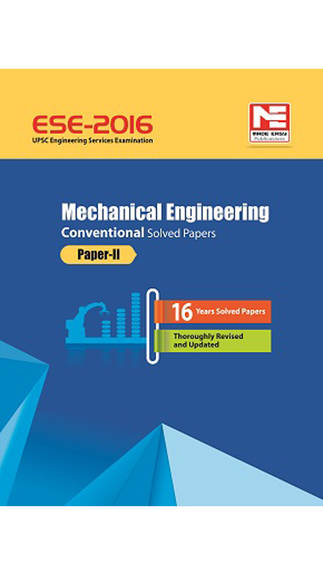 ESE-2016
UPSC Engineering Services Examination
ME
MADE EASY
Publications
Mechanical Engineering
Conventional Solved Papers
Paper-II
16 Years Solved Papers
Thoroughly Revised
and Updated